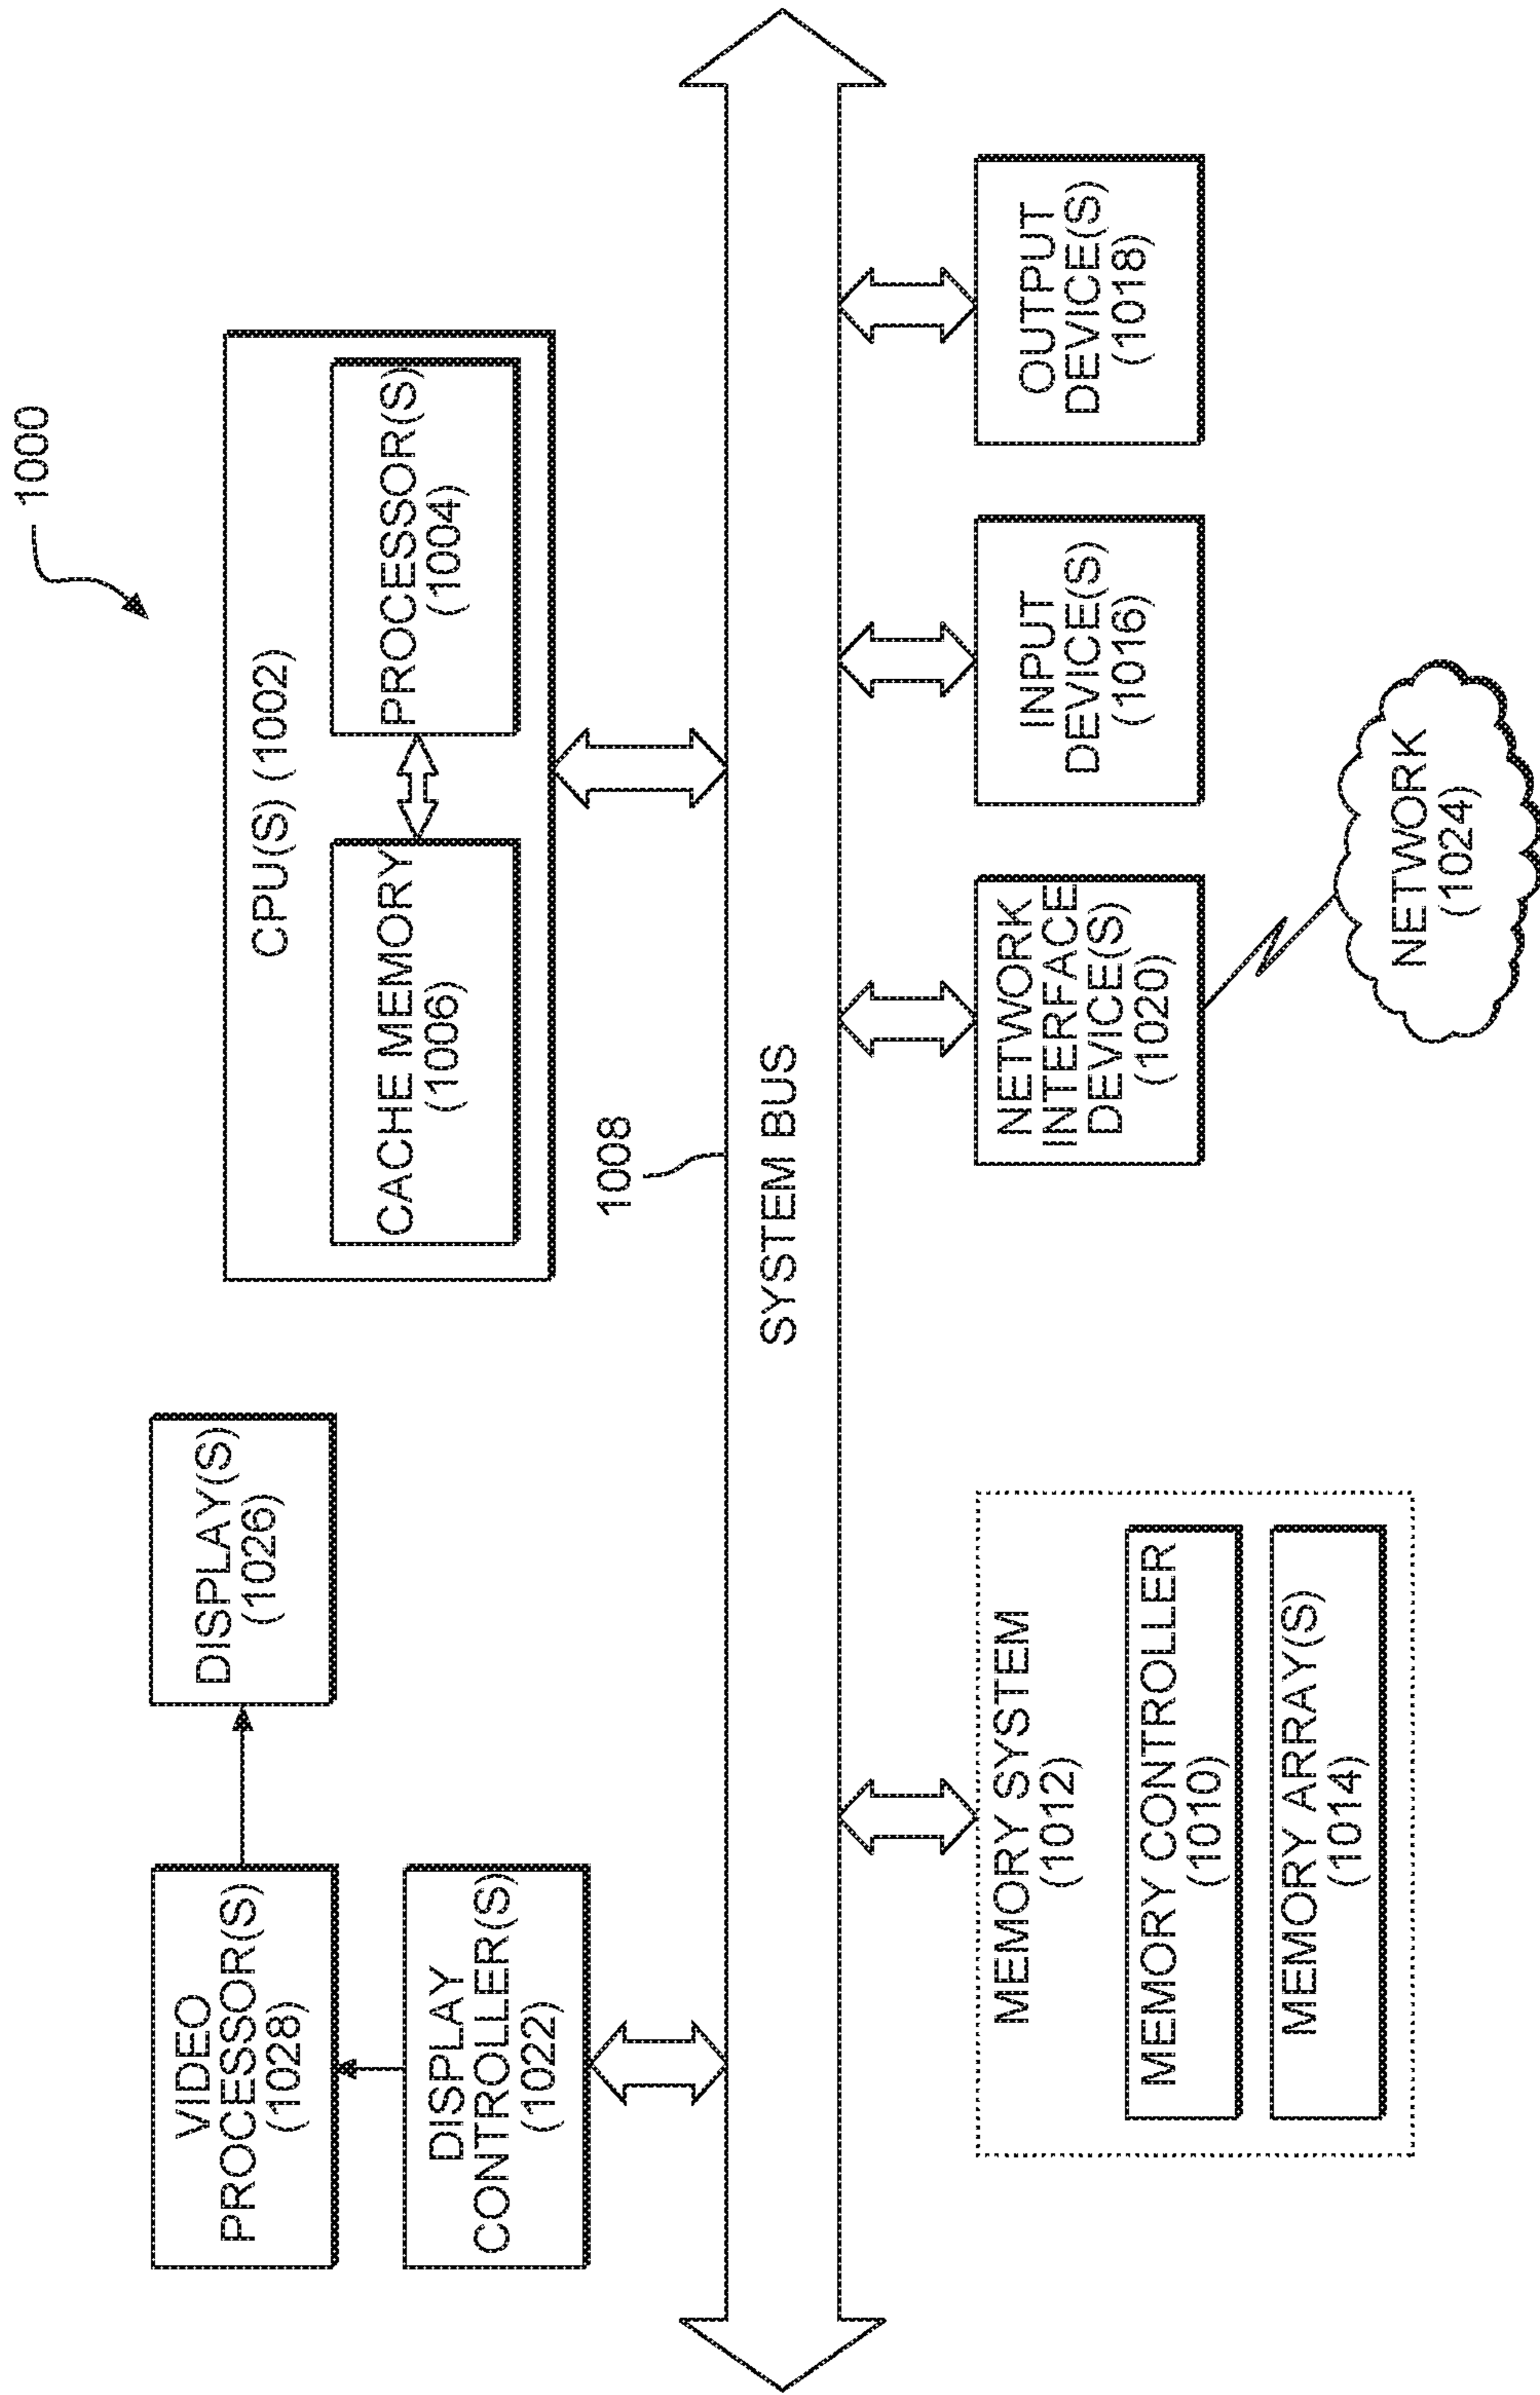 1000
VIDEO
PROCESSOR(S)
(1028)
DISPLAY(S)
(1026)
CPU(S) (1002)
CACHE MEMORY
(1006)
PROCESSOR(S)
(1004)
DISPLAY
CONTROLLER(S)
(1022)
1008
SYSTEM BUS
MEMORY SYSTEM
(1012)
MEMORY CONTROLLER
(1010)
MEMORY ARRAY(S)
(1014)
NETWORK
INTERFACE
DEVICE(S)
(1020)
INPUT
DEVICE(S)
(1016)
OUTPUT
DEVICE(S)
(1018)
NETWORK
(1024)